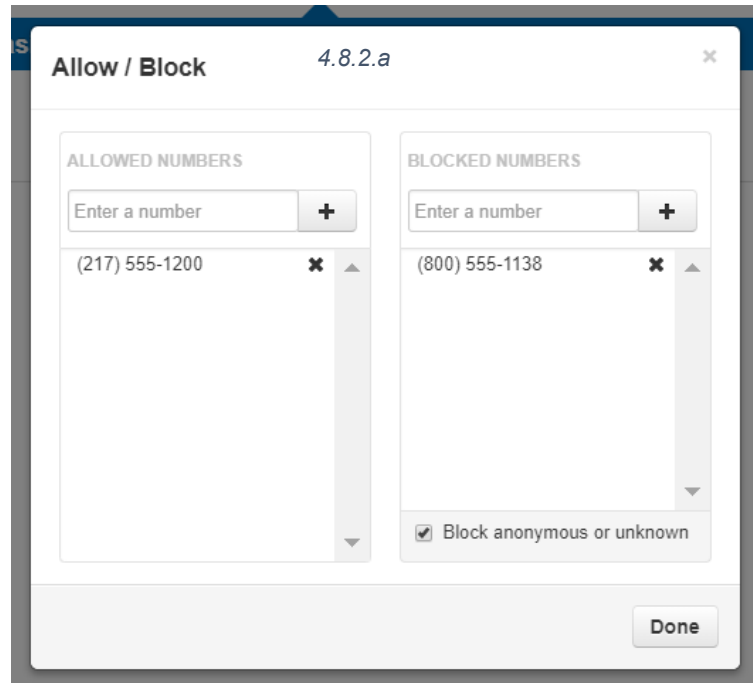 Allow / Block
4.8.2.a
×
ALLOWED NUMBERS
Enter a number
+
(217) 555-1200
BLOCKED NUMBERS
Enter a number
+
(800) 555-1138
Block anonymous or unknown
Done